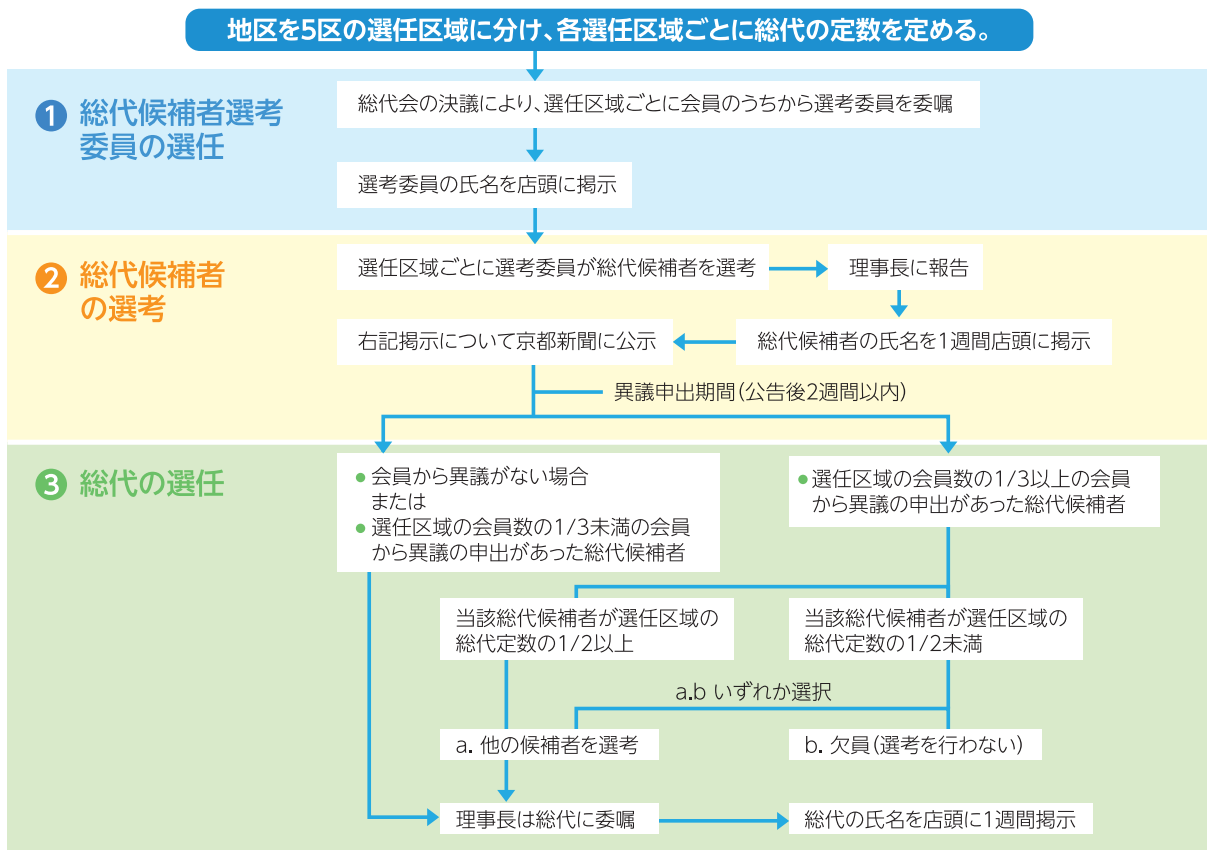 地区を5区の選任区域に分け、各選任区域ごとに総代の定数を定める。
1 総代候補者選考
委員の選任
総代会の決議により、選任区域ごとに会員のうちから選考委員を委嘱
選考委員の氏名を店頭に掲示
2 総代候補者
の選考
選任区域ごとに選考委員が総代候補者を選考
理事長に報告
右記掲示について京都新聞に公示
総代候補者の氏名を1週間店頭に掲示
異議申出期間(公告後2週間以内)
3 総代の選任
● 会員から異議がない場合
または
● 選任区域の会員数の1/3未満の会員
から異議の申出があった総代候補者
● 選任区域の会員数の1/3以上の会員
から異議の申出があった総代候補者
当該総代候補者が選任区域の
総代定数の1/2以上
当該総代候補者が選任区域の
総代定数の1/2未満
a.b いずれか選択
a. 他の候補者を選考
b. 欠員(選考を行わない)
理事長は総代に委嘱
総代の氏名を店頭に1週間掲示